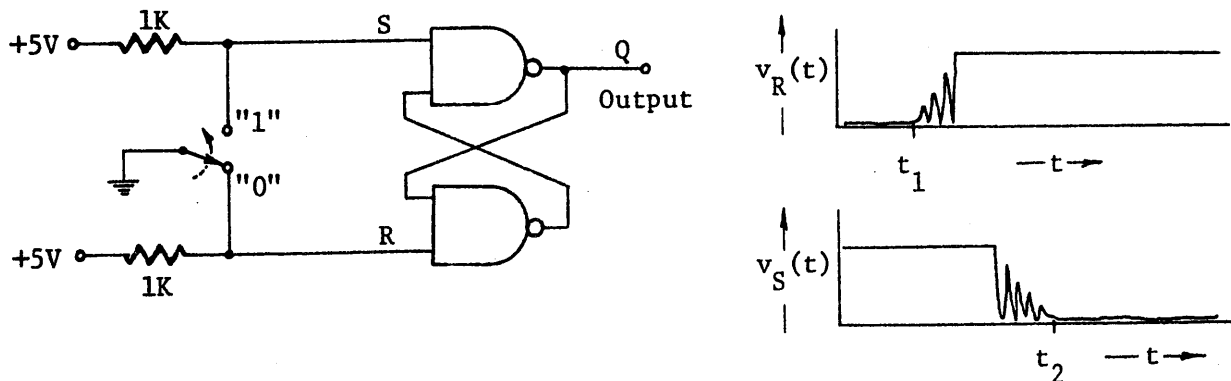 1K
+5V
S
Q
Output
"1"
"0"
+5V
R
1K
v_R(t)
t_1
t
v_S(t)
t_2
t